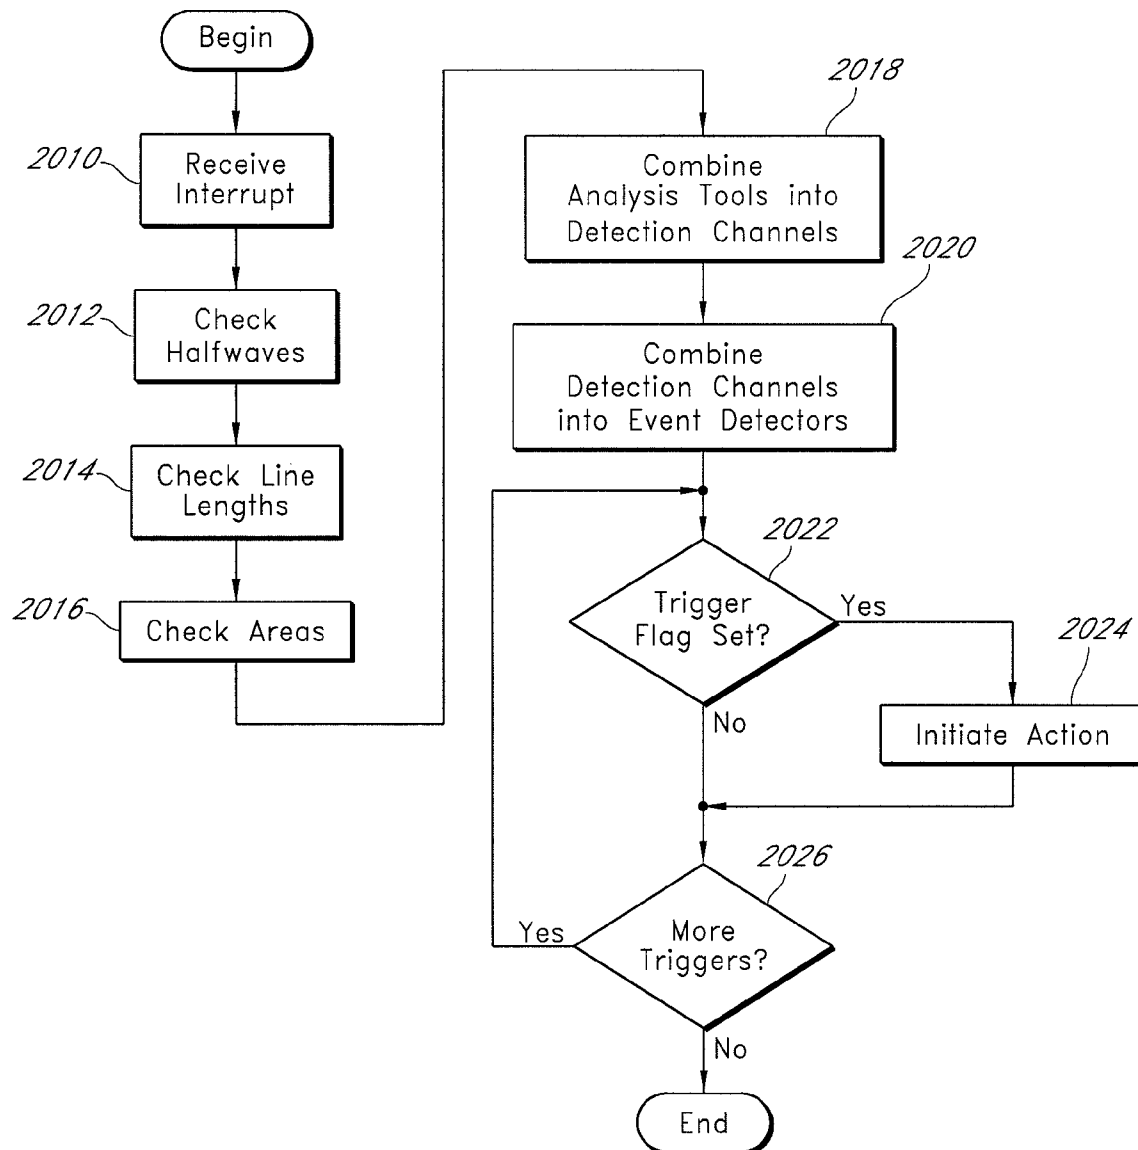 Begin
2010
Receive
Interrupt
2012
Check
Halfwaves
2014
Check Line
Lengths
2016
Check Areas
2018
Combine
Analysis Tools into
Detection Channels
2020
Combine
Detection Channels
into Event Detectors
2022
Trigger
Flag Set?
Yes
No
2024
Initiate Action
2026
More
Triggers?
Yes
No
End